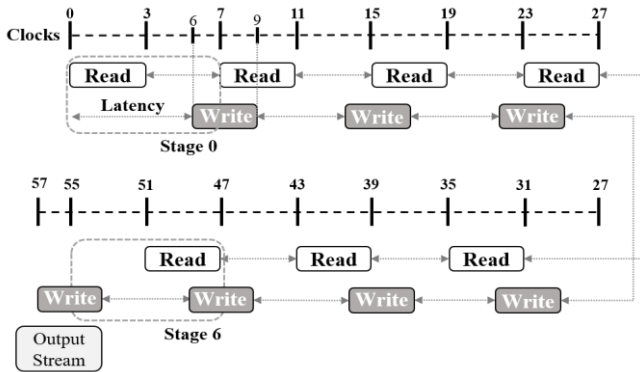 0 3 6 7 9 11 15 19 23 27
Clocks
Read Read Read Read
Latency
Write Write Write
Stage 0
57 55 51 47 43 39 35 31 27
Read Read Read
Write Write Write Write
Stage 6
Output
Stream